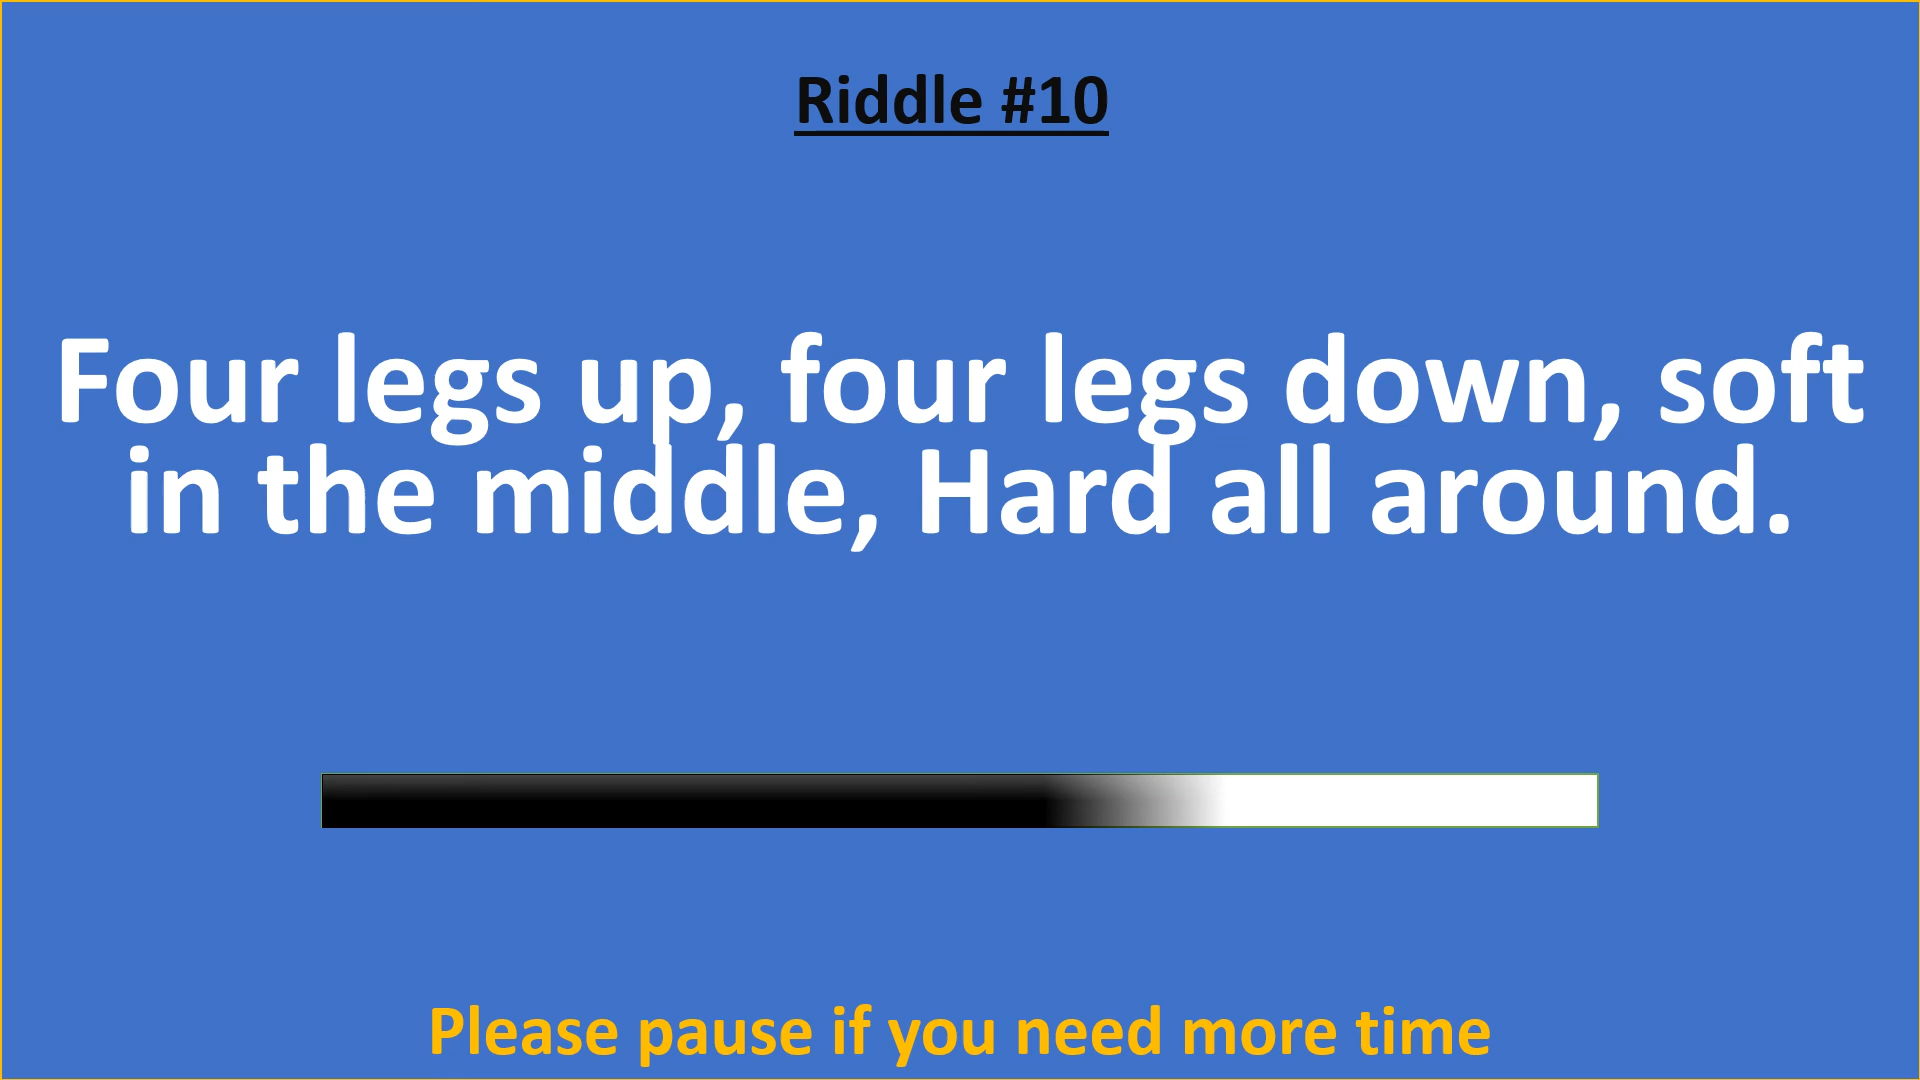 Riddle #10
Four legs up, four legs down, soft
in the middle, Hard all around.
Please pause if you need more time